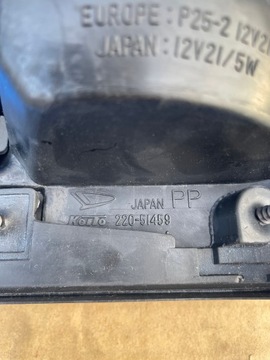 EUROPE : P25-2 12V21
JAPAN : 12V21/5W
JAPAN PP
KOITO 220-51459